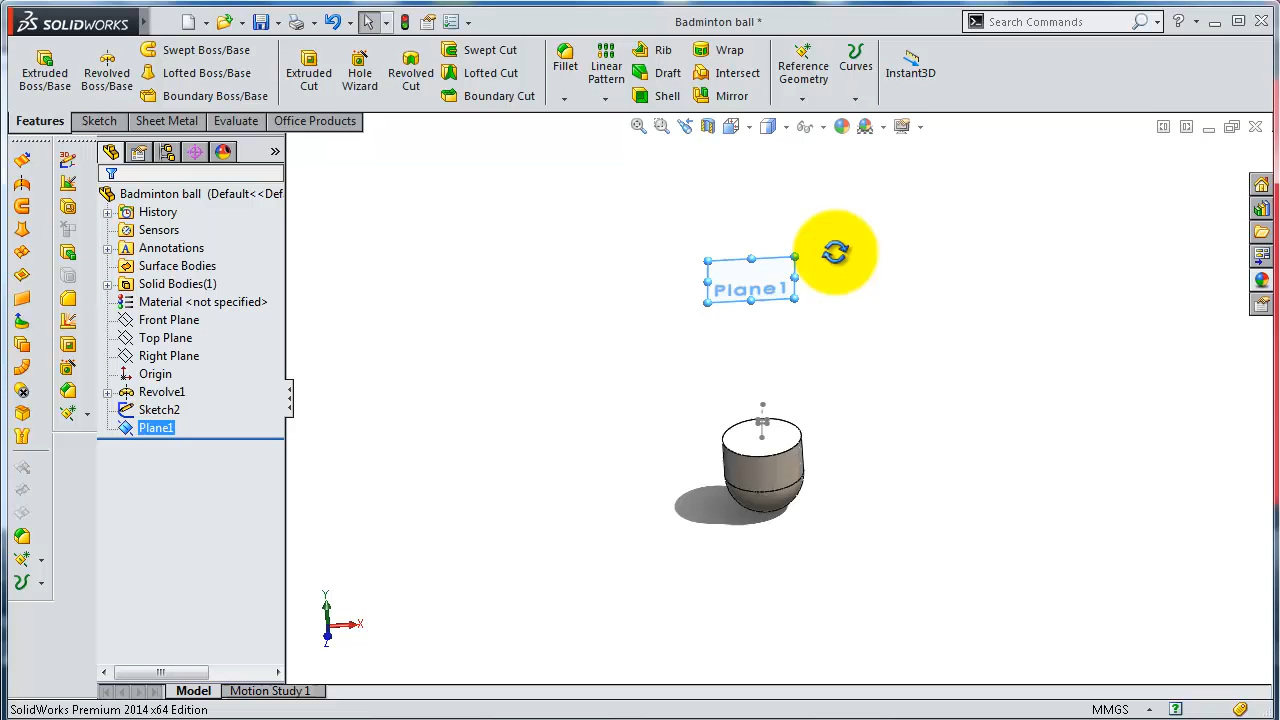 SOLIDWORKS
Badminton ball *
Search Commands
Extruded Boss/Base
Revolved Boss/Base
Swept Boss/Base
Lofted Boss/Base
Boundary Boss/Base
Extruded Cut
Hole Wizard
Revolved Cut
Swept Cut
Lofted Cut
Boundary Cut
Fillet
Linear Pattern
Rib
Draft
Shell
Wrap
Intersect
Mirror
Reference Geometry
Curves
Instant3D
Features
Sketch
Sheet Metal
Evaluate
Office Products
Badminton ball (Default<<Def
History
Sensors
Annotations
Surface Bodies
Solid Bodies(1)
Material <not specified>
Front Plane
Top Plane
Right Plane
Origin
Revolve1
Sketch2
Plane1
Plane1
Y
X
Z
Model
Motion Study 1
SolidWorks Premium 2014 x64 Edition
MMGS